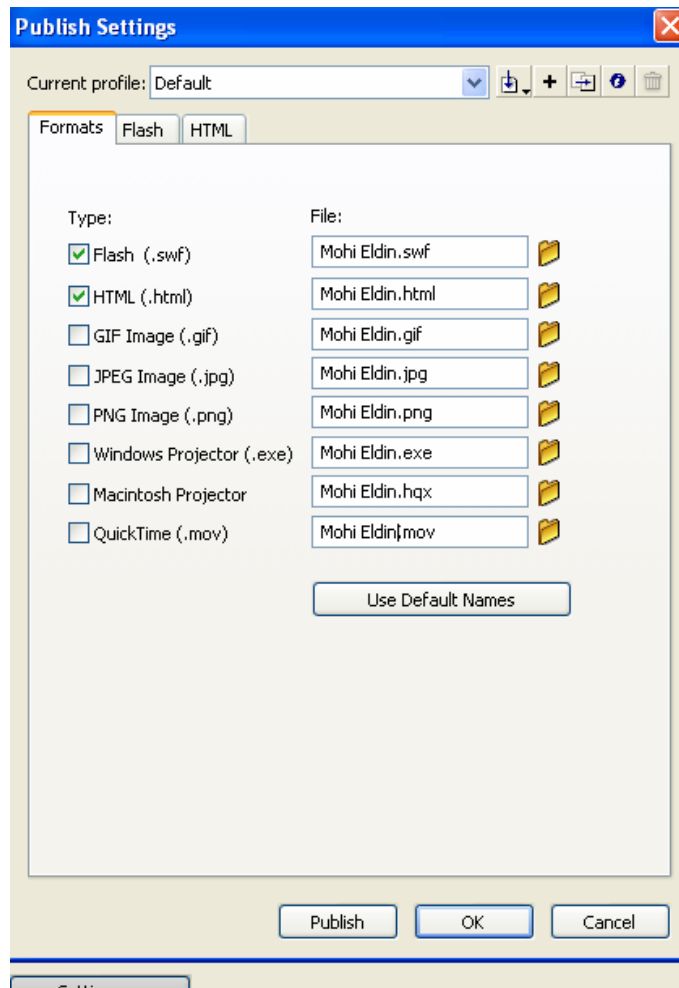 Publish Settings
Current profile: Default
Formats Flash HTML
Type: File:
Flash (.swf) Mohi Eldin.swf
HTML (.html) Mohi Eldin.html
GIF Image (.gif) Mohi Eldin.gif
JPEG Image (.jpg) Mohi Eldin.jpg
PNG Image (.png) Mohi Eldin.png
Windows Projector (.exe) Mohi Eldin.exe
Macintosh Projector Mohi Eldin.hqx
QuickTime (.mov) Mohi Eldin.mov
Use Default Names
Publish OK Cancel